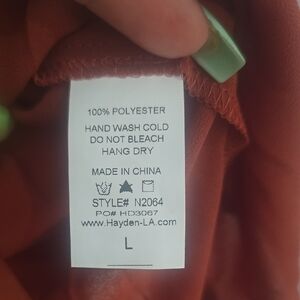 100% POLYESTER
HAND WASH COLD
DO NOT BLEACH
HANG DRY
MADE IN CHINA
STYLE# N2064
PO# HD3067
www.Hayden-LA.com
L